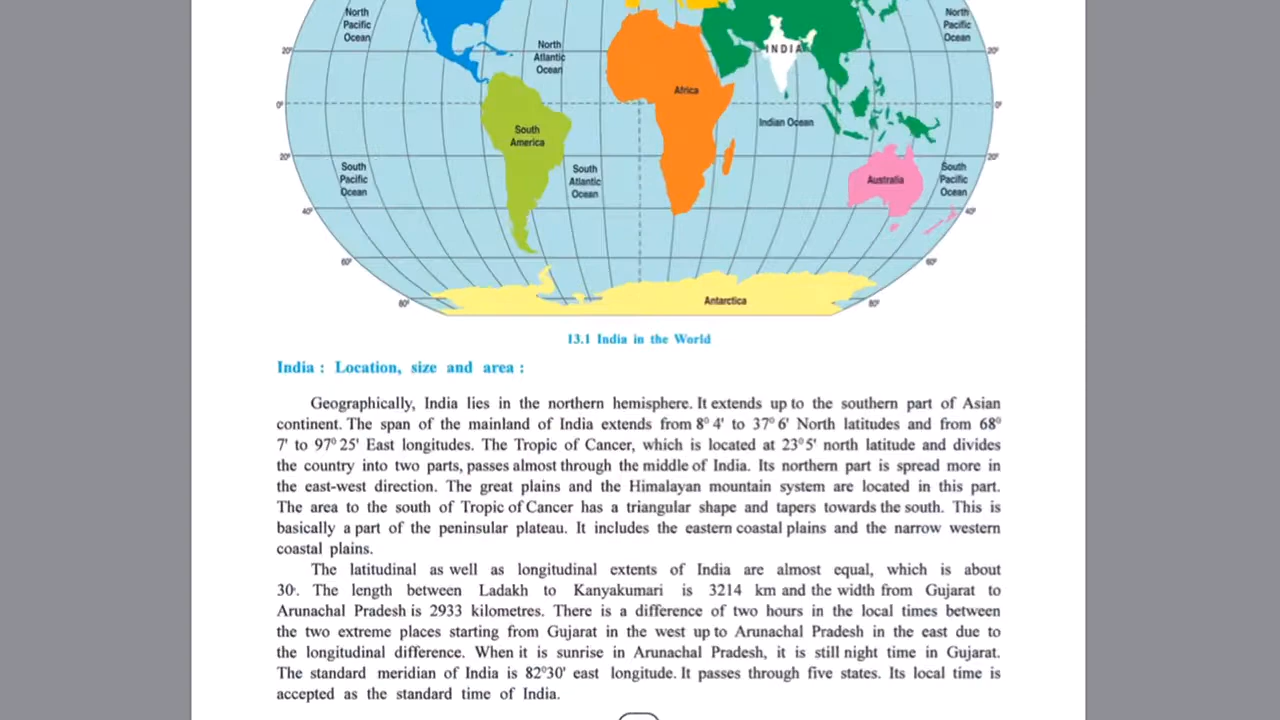 North
Pacific
Ocean
North
Pacific
Ocean
North
Atlantic
Ocean
INDIA
20°
20°
Africa
0°
0°
Indian Ocean
South
America
20°
20°
South
Pacific
Ocean
South
Atlantic
Ocean
Australia
South
Pacific
Ocean
40°
40°
60°
60°
80°
80°
Antarctica
13.1 India in the World
India : Location, size and area :
Geographically, India lies in the northern hemisphere. It extends up to the southern part of Asian
continent. The span of the mainland of India extends from 8° 4' to 37° 6' North latitudes and from 68°
7' to 97° 25' East longitudes. The Tropic of Cancer, which is located at 23°5' north latitude and divides
the country into two parts, passes almost through the middle of India. Its northern part is spread more in
the east-west direction. The great plains and the Himalayan mountain system are located in this part.
The area to the south of Tropic of Cancer has a triangular shape and tapers towards the south. This is
basically a part of the peninsular plateau. It includes the eastern coastal plains and the narrow western
coastal plains.
The latitudinal as well as longitudinal extents of India are almost equal, which is about
30°. The length between Ladakh to Kanyakumari is 3214 km and the width from Gujarat to
Arunachal Pradesh is 2933 kilometres. There is a difference of two hours in the local times between
the two extreme places starting from Gujarat in the west up to Arunachal Pradesh in the east due to
the longitudinal difference. When it is sunrise in Arunachal Pradesh, it is still night time in Gujarat.
The standard meridian of India is 82°30' east longitude. It passes through five states. Its local time is
accepted as the standard time of India.